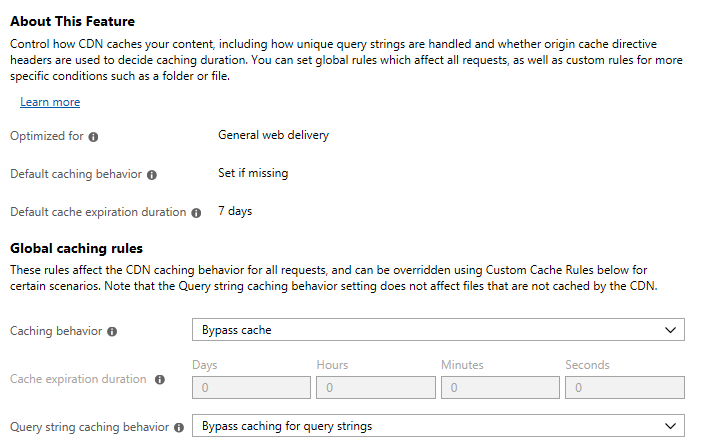 About This Feature
Control how CDN caches your content, including how unique query strings are handled and whether origin cache directive
headers are used to decide caching duration. You can set global rules which affect all requests, as well as custom rules for more
specific conditions such as a folder or file.
Learn more
Optimized for General web delivery
Default caching behavior Set if missing
Default cache expiration duration 7 days
Global caching rules
These rules affect the CDN caching behavior for all requests, and can be overridden using Custom Cache Rules below for
certain scenarios. Note that the Query string caching behavior setting does not affect files that are not cached by the CDN.
Caching behavior Bypass cache
Days Hours Minutes Seconds
Cache expiration duration 0 0 0 0
Query string caching behavior Bypass caching for query strings